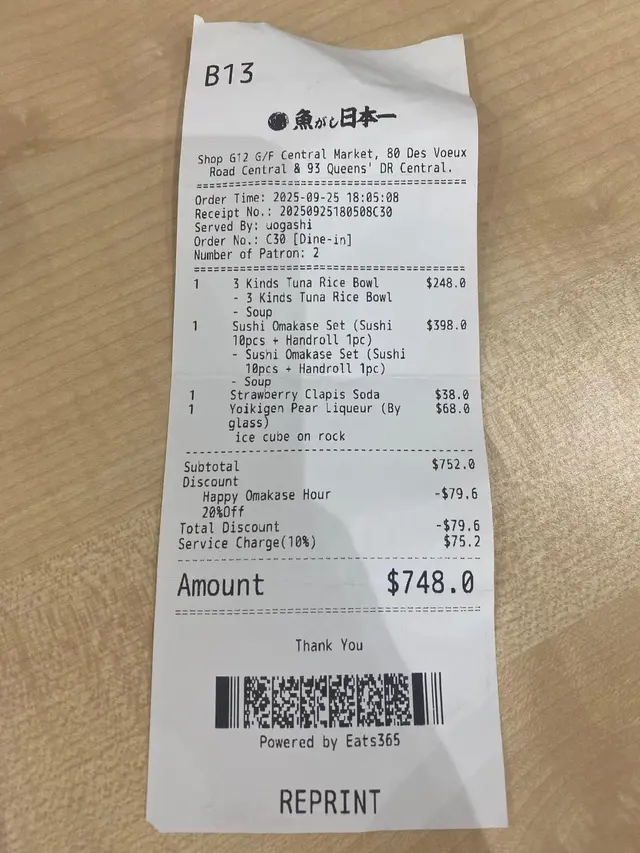 B13
魚がし日本一
Shop G12 G/F Central Market, 80 Des Voeux
Road Central & 93 Queens' DR Central.
Order Time: 2025-09-25 18:05:08
Receipt No.: 20250925180508C30
Served By: uogashi
Order No.: C30 [Dine-in]
Number of Patron: 2
1 3 Kinds Tuna Rice Bowl $248.0
- 3 Kinds Tuna Rice Bowl
- Soup
1 Sushi Omakase Set (Sushi $398.0
10pcs + Handroll 1pc)
- Sushi Omakase Set (Sushi
10pcs + Handroll 1pc)
- Soup
1 Strawberry Clapis Soda $38.0
1 Yoikigen Pear Liqueur (By $68.0
glass)
ice cube on rock
Subtotal $752.0
Discount
Happy Omakase Hour -$79.6
20%Off
Total Discount -$79.6
Service Charge(10%) $75.2
Amount $748.0
Thank You
Powered by Eats365
REPRINT